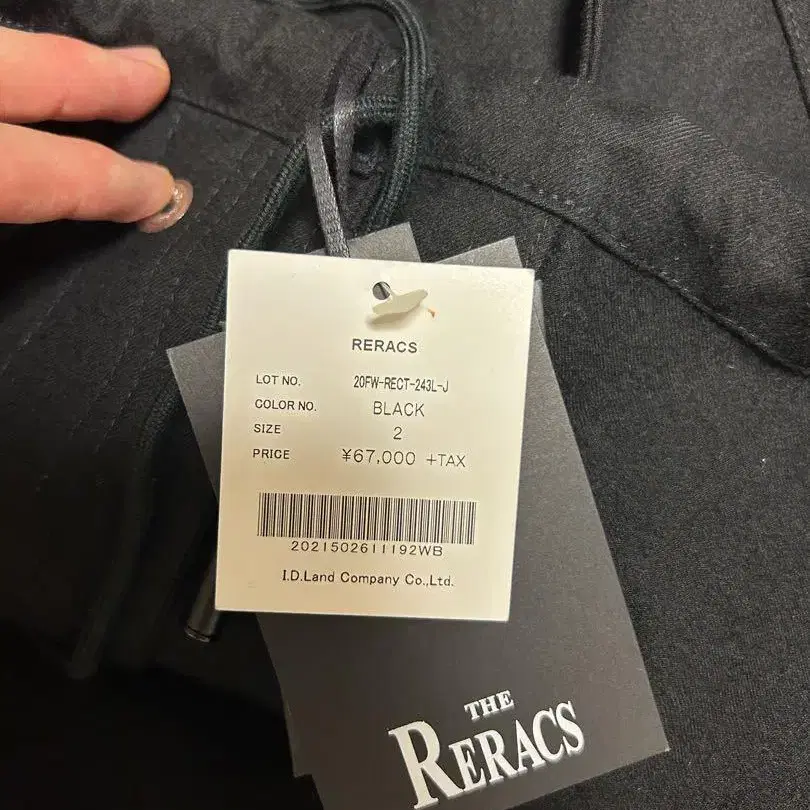 RERACS
LOT NO. 20FW-RECT-243L-J
COLOR NO. BLACK
SIZE 2
PRICE ¥67,000 +TAX
2021502611192WB
I.D.Land Company Co.,Ltd.
THE
RERACS